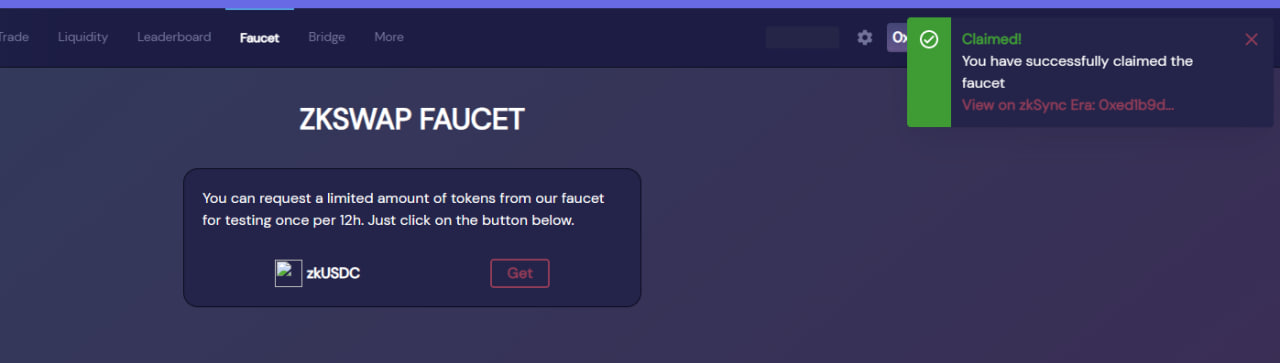 Trade Liquidity Leaderboard Faucet Bridge More 0x
Claimed!
You have successfully claimed the
faucet
View on zkSync Era: 0xed1b9d...
ZKSWAP FAUCET
You can request a limited amount of tokens from our faucet
for testing once per 12h. Just click on the button below.
zkUSDC Get